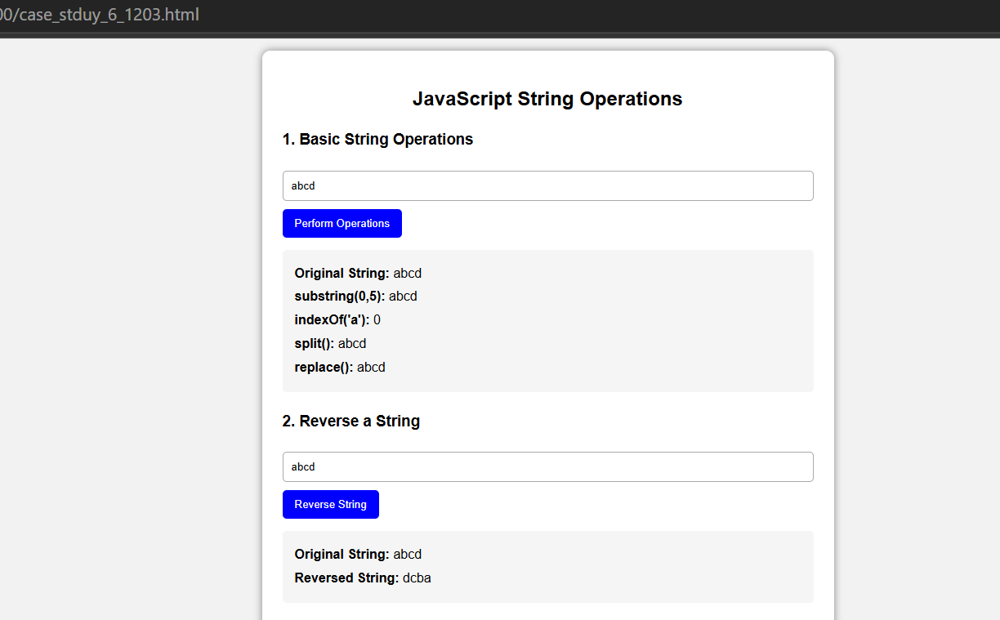 00/case_stduy_6_1203.html
JavaScript String Operations
1. Basic String Operations
abcd
Perform Operations
Original String: abcd
substring(0,5): abcd
indexOf('a'): 0
split(): abcd
replace(): abcd
2. Reverse a String
abcd
Reverse String
Original String: abcd
Reversed String: dcba